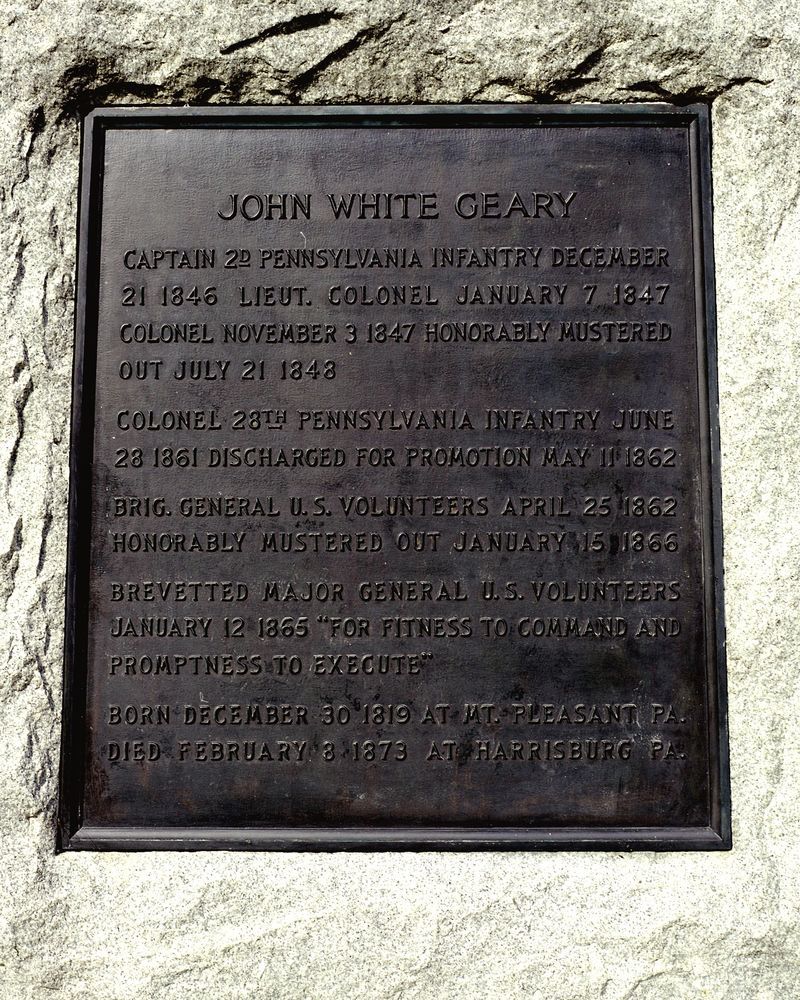 JOHN WHITE GEARY
CAPTAIN 2D PENNSYLVANIA INFANTRY DECEMBER
21 1846 LIEUT. COLONEL JANUARY 7 1847
COLONEL NOVEMBER 3 1847 HONORABLY MUSTERED
OUT JULY 21 1848
COLONEL 28TH PENNSYLVANIA INFANTRY JUNE
28 1861 DISCHARGED FOR PROMOTION MAY 11 1862
BRIG. GENERAL U.S. VOLUNTEERS APRIL 25 1862
HONORABLY MUSTERED OUT JANUARY 15 1866
BREVETTED MAJOR GENERAL U.S. VOLUNTEERS
JANUARY 12 1865 "FOR FITNESS TO COMMAND AND
PROMPTNESS TO EXECUTE"
BORN DECEMBER 30 1819 AT MT. PLEASANT PA.
DIED FEBRUARY 8 1873 AT HARRISBURG PA.